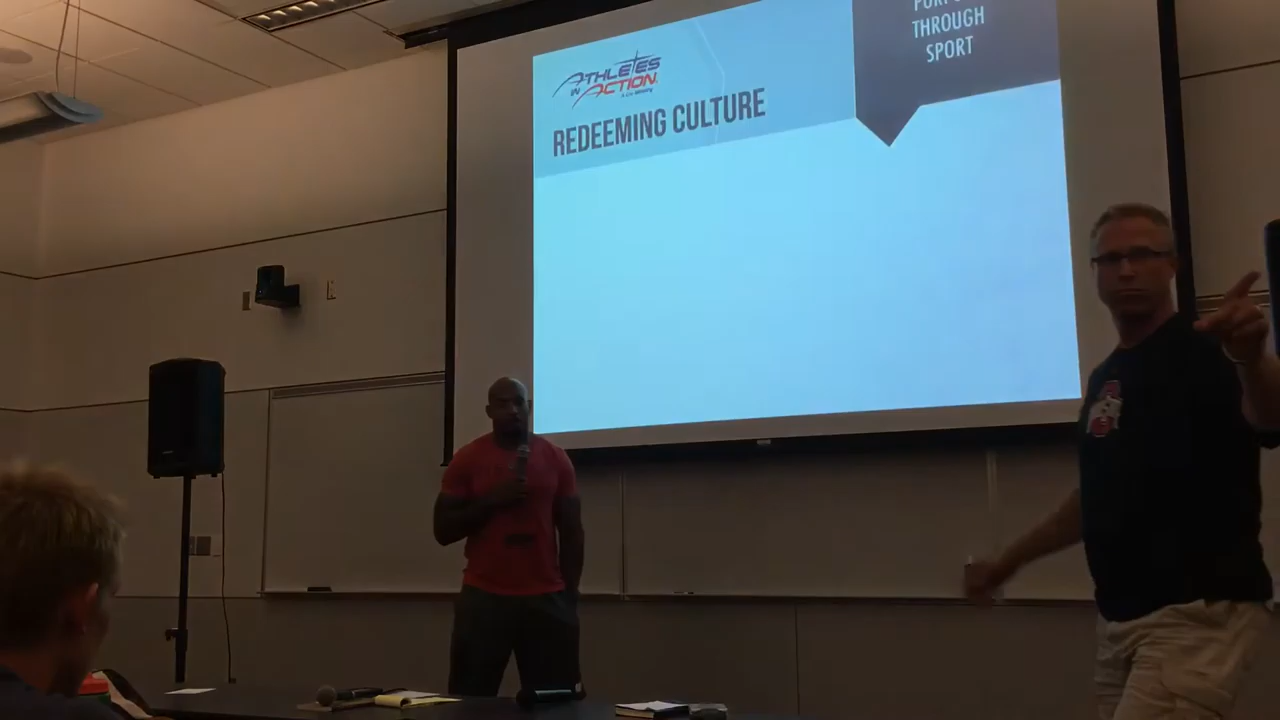 ATHLETES
IN ACTION
REDEEMING CULTURE
THROUGH
SPORT